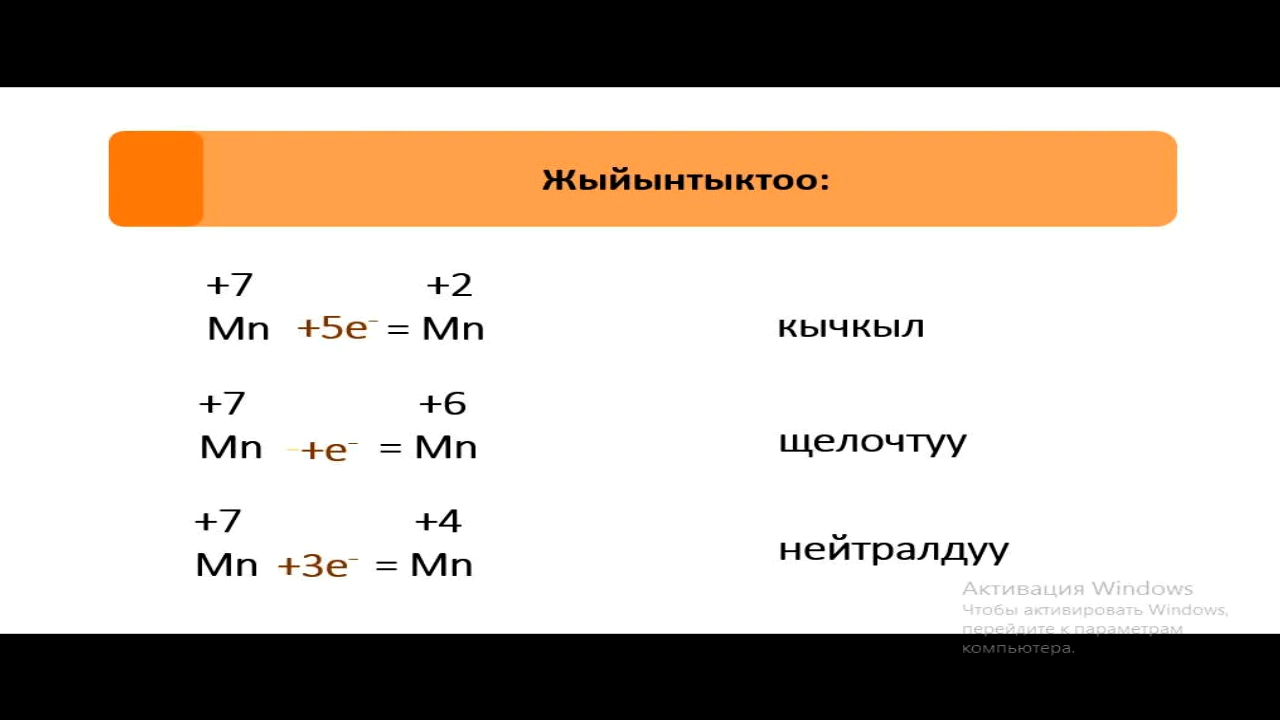 Жыйынтыктоо:
+7 +2
Mn +5e⁻ = Mn кычкыл
+7 +6
Mn -+e⁻ = Mn щелочтуу
+7 +4
Mn +3e⁻ = Mn нейтралдуу
Активация Windows
Чтобы активировать Windows,
перейдите к параметрам
компьютера.